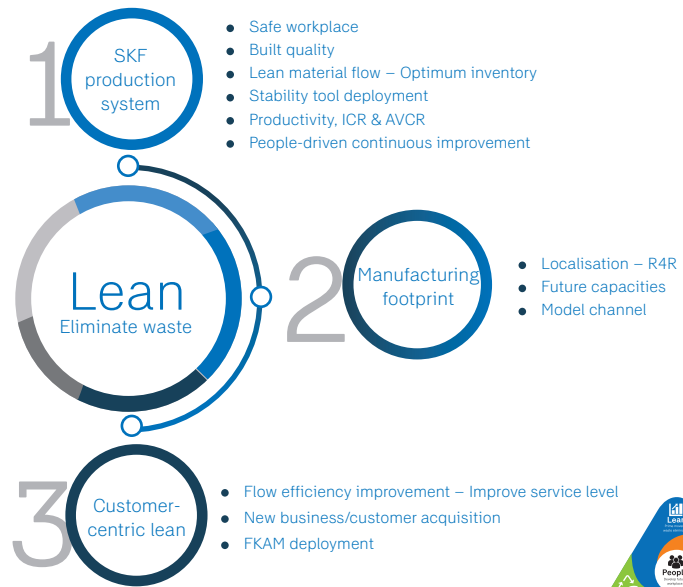 1
SKF
production
system
Safe workplace
Built quality
Lean material flow – Optimum inventory
Stability tool deployment
Productivity, ICR & AVCR
People-driven continuous improvement
Lean
Eliminate waste
2
Manufacturing
footprint
Localisation – R4R
Future capacities
Model channel
3
Customer-
centric lean
Flow efficiency improvement – Improve service level
New business/customer acquisition
FKAM deployment